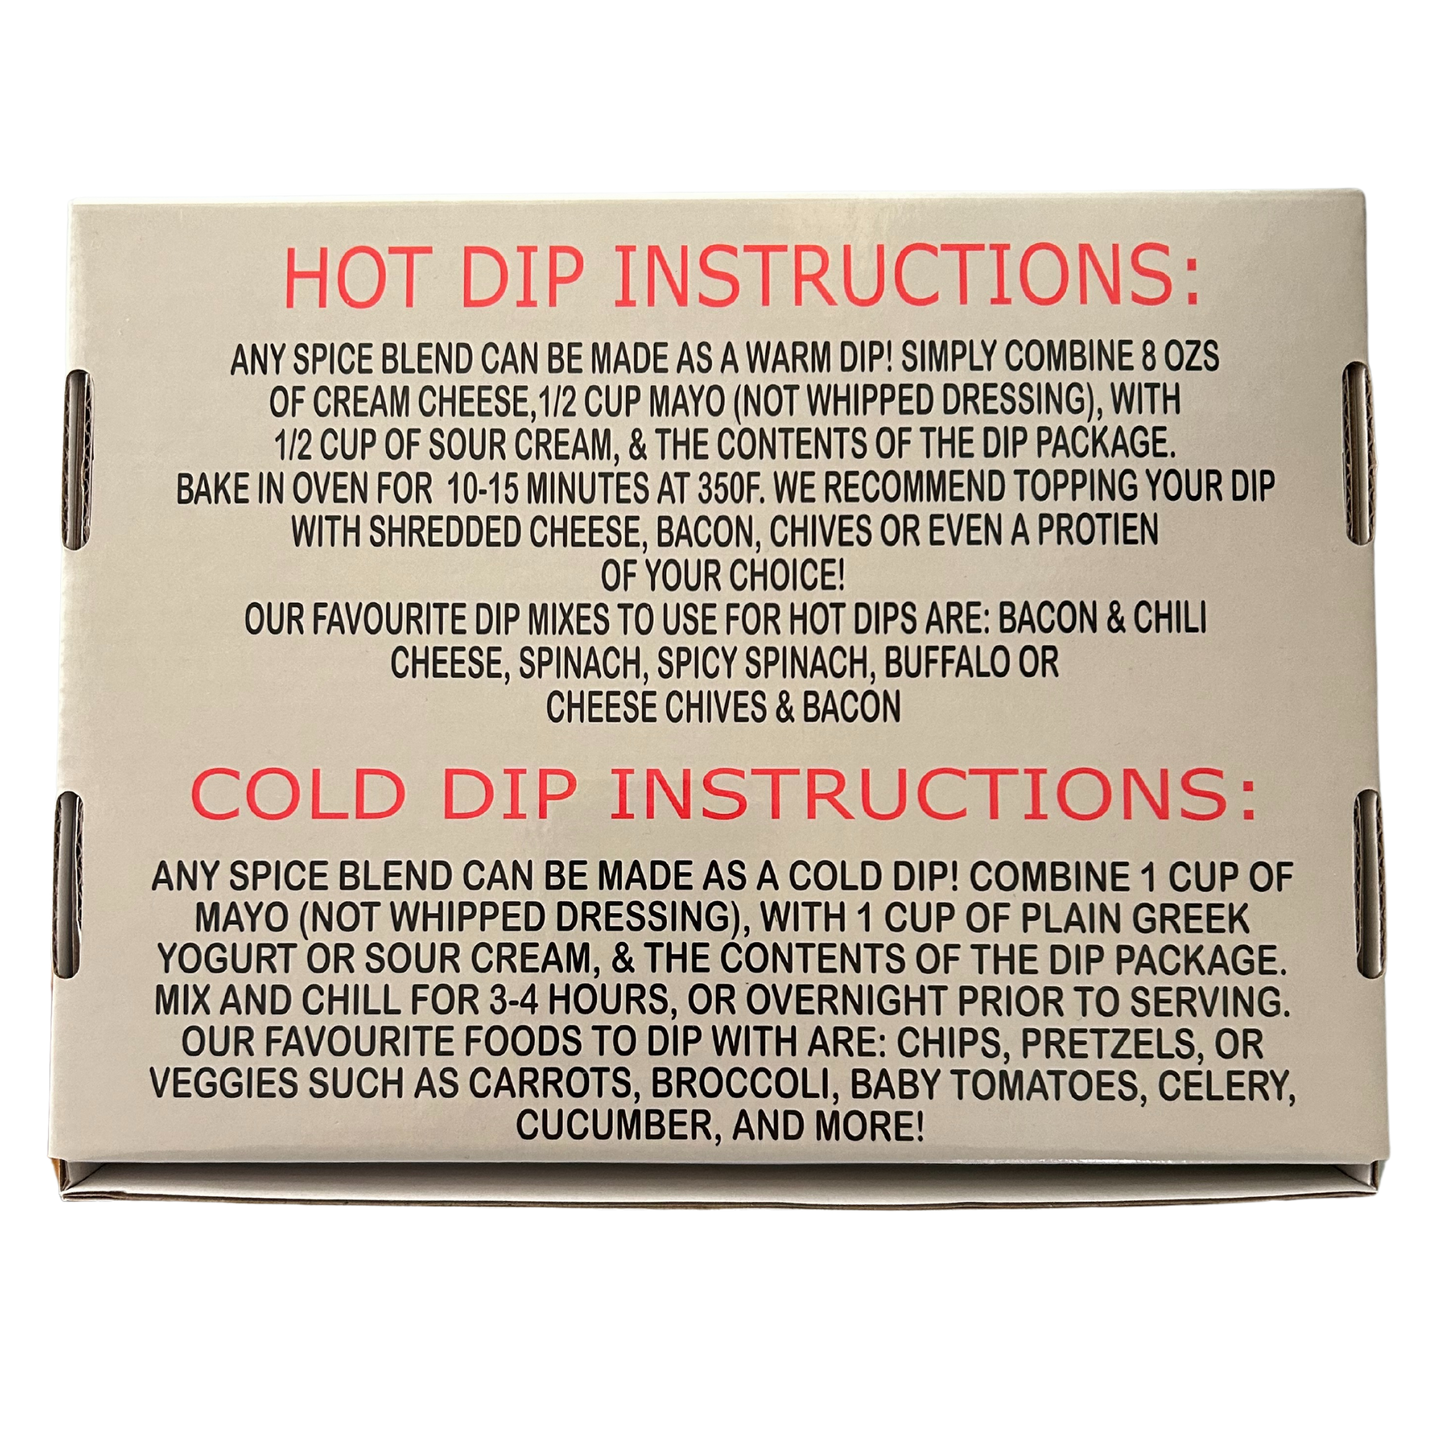 HOT DIP INSTRUCTIONS:
ANY SPICE BLEND CAN BE MADE AS A WARM DIP! SIMPLY COMBINE 8 OZS
OF CREAM CHEESE,1/2 CUP MAYO (NOT WHIPPED DRESSING), WITH
1/2 CUP OF SOUR CREAM, & THE CONTENTS OF THE DIP PACKAGE.
BAKE IN OVEN FOR 10-15 MINUTES AT 350F. WE RECOMMEND TOPPING YOUR DIP
WITH SHREDDED CHEESE, BACON, CHIVES OR EVEN A PROTIEN
OF YOUR CHOICE!
OUR FAVOURITE DIP MIXES TO USE FOR HOT DIPS ARE: BACON & CHILI
CHEESE, SPINACH, SPICY SPINACH, BUFFALO OR
CHEESE CHIVES & BACON
COLD DIP INSTRUCTIONS:
ANY SPICE BLEND CAN BE MADE AS A COLD DIP! COMBINE 1 CUP OF
MAYO (NOT WHIPPED DRESSING), WITH 1 CUP OF PLAIN GREEK
YOGURT OR SOUR CREAM, & THE CONTENTS OF THE DIP PACKAGE.
MIX AND CHILL FOR 3-4 HOURS, OR OVERNIGHT PRIOR TO SERVING.
OUR FAVOURITE FOODS TO DIP WITH ARE: CHIPS, PRETZELS, OR
VEGGIES SUCH AS CARROTS, BROCCOLI, BABY TOMATOES, CELERY,
CUCUMBER, AND MORE!